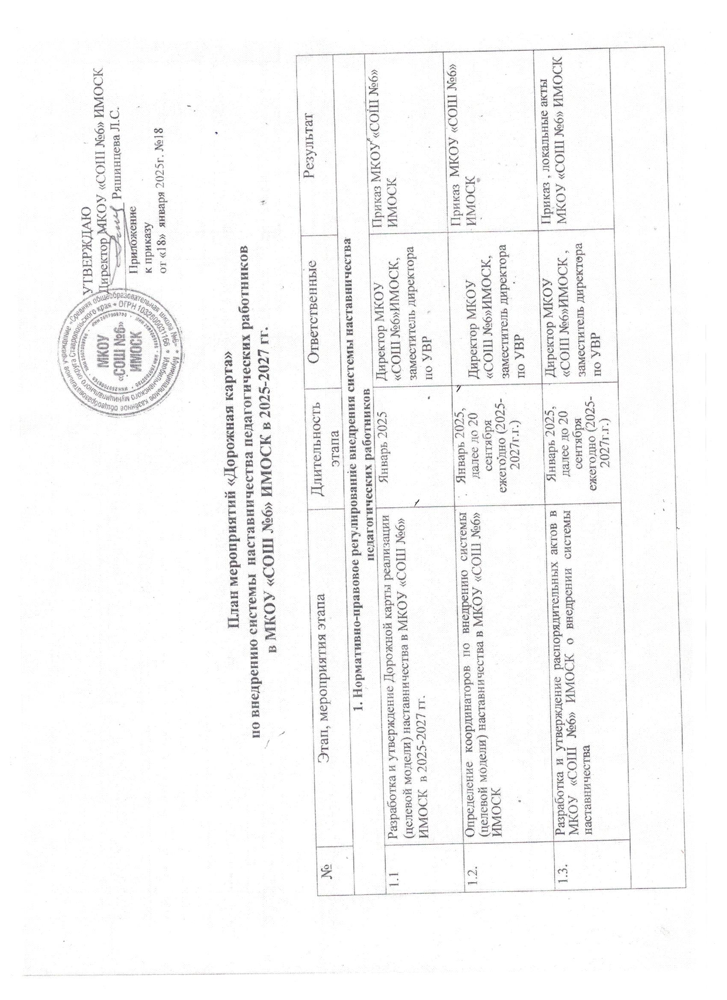 УТВЕРЖДАЮ
Директор МКОУ «СОШ №6» ИМОСК
Ряпинцева Л.С.
Приложение
к приказу
от «18» января 2025г. №18
Муниципальное казённое общеобразовательное учреждение «Средняя общеобразовательная школа №6»
Изобильненского муниципального округа Ставропольского края * ОГРН 1032600031166 *
МКОУ
«СОШ №6»
ИМОСК
План мероприятий «Дорожная карта»
по внедрению системы наставничества педагогических работников
в МКОУ «СОШ №6» ИМОСК в 2025-2027 гг.
№
Этап, мероприятия этапа
Длительность
этапа
Ответственные
Результат
1. Нормативно-правовое регулирование внедрения системы наставничества
педагогических работников
1.1
Разработка и утверждение Дорожной карты реализации
(целевой модели) наставничества в МКОУ «СОШ №6»
ИМОСК в 2025-2027 гг.
Январь 2025
Директор МКОУ
«СОШ №6»ИМОСК,
заместитель директора
по УВР
Приказ МКОУ «СОШ №6»
ИМОСК
1.2.
Определение координаторов по внедрению системы
(целевой модели) наставничества в МКОУ «СОШ №6»
ИМОСК
Январь 2025,
далее до 20
сентября
ежегодно (2025-
2027г.г.)
Директор МКОУ
«СОШ №6»ИМОСК,
заместитель директора
по УВР
Приказ МКОУ «СОШ №6»
ИМОСК
1.3.
Разработка и утверждение распорядительных актов в
МКОУ «СОШ №6» ИМОСК о внедрении системы
наставничества
Январь 2025,
далее до 20
сентября
ежегодно (2025-
2027г.г.)
Директор МКОУ
«СОШ №6»ИМОСК ,
заместитель директора
по УВР
Приказ , локальные акты
МКОУ «СОШ №6» ИМОСК